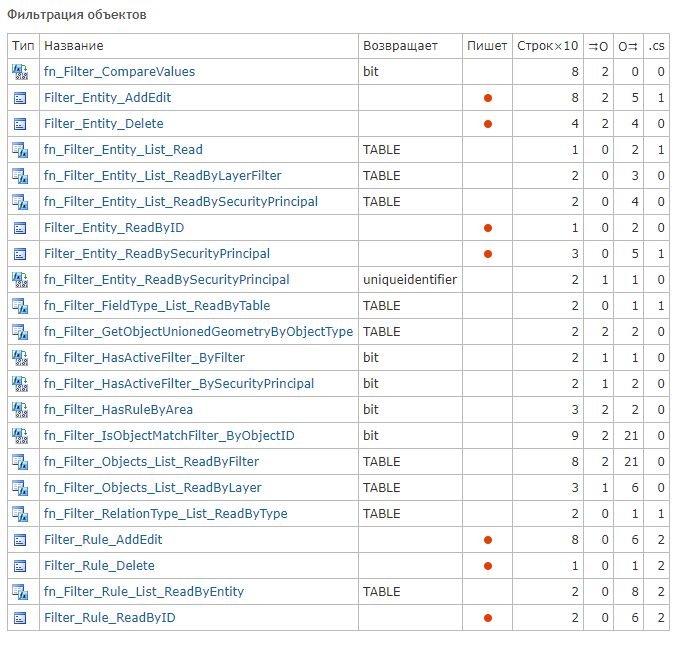 Фильтрация объектов
Тип Название Возвращает Пишет Строк×10 ⇉O O⇉ .cs
fn_Filter_CompareValues bit 8 2 0 0
Filter_Entity_AddEdit 8 2 5 1
Filter_Entity_Delete 4 2 4 0
fn_Filter_Entity_List_Read TABLE 1 0 2 1
fn_Filter_Entity_List_ReadByLayerFilter TABLE 2 0 3 0
fn_Filter_Entity_List_ReadBySecurityPrincipal TABLE 2 0 4 0
Filter_Entity_ReadByID 1 0 2 0
Filter_Entity_ReadBySecurityPrincipal 3 0 5 1
fn_Filter_Entity_ReadBySecurityPrincipal uniqueidentifier 2 1 1 0
fn_Filter_FieldType_List_ReadByTable TABLE 2 0 1 1
fn_Filter_GetObjectUnionedGeometryByObjectType TABLE 2 2 2 0
fn_Filter_HasActiveFilter_ByFilter bit 2 1 1 0
fn_Filter_HasActiveFilter_BySecurityPrincipal bit 2 1 2 0
fn_Filter_HasRuleByArea bit 3 2 2 0
fn_Filter_IsObjectMatchFilter_ByObjectID bit 9 2 21 0
fn_Filter_Objects_List_ReadByFilter TABLE 8 2 21 0
fn_Filter_Objects_List_ReadByLayer TABLE 3 1 6 0
fn_Filter_RelationType_List_ReadByType TABLE 2 0 1 1
Filter_Rule_AddEdit 8 0 6 2
Filter_Rule_Delete 1 0 1 2
fn_Filter_Rule_List_ReadByEntity TABLE 2 0 8 2
Filter_Rule_ReadByID 2 0 6 2